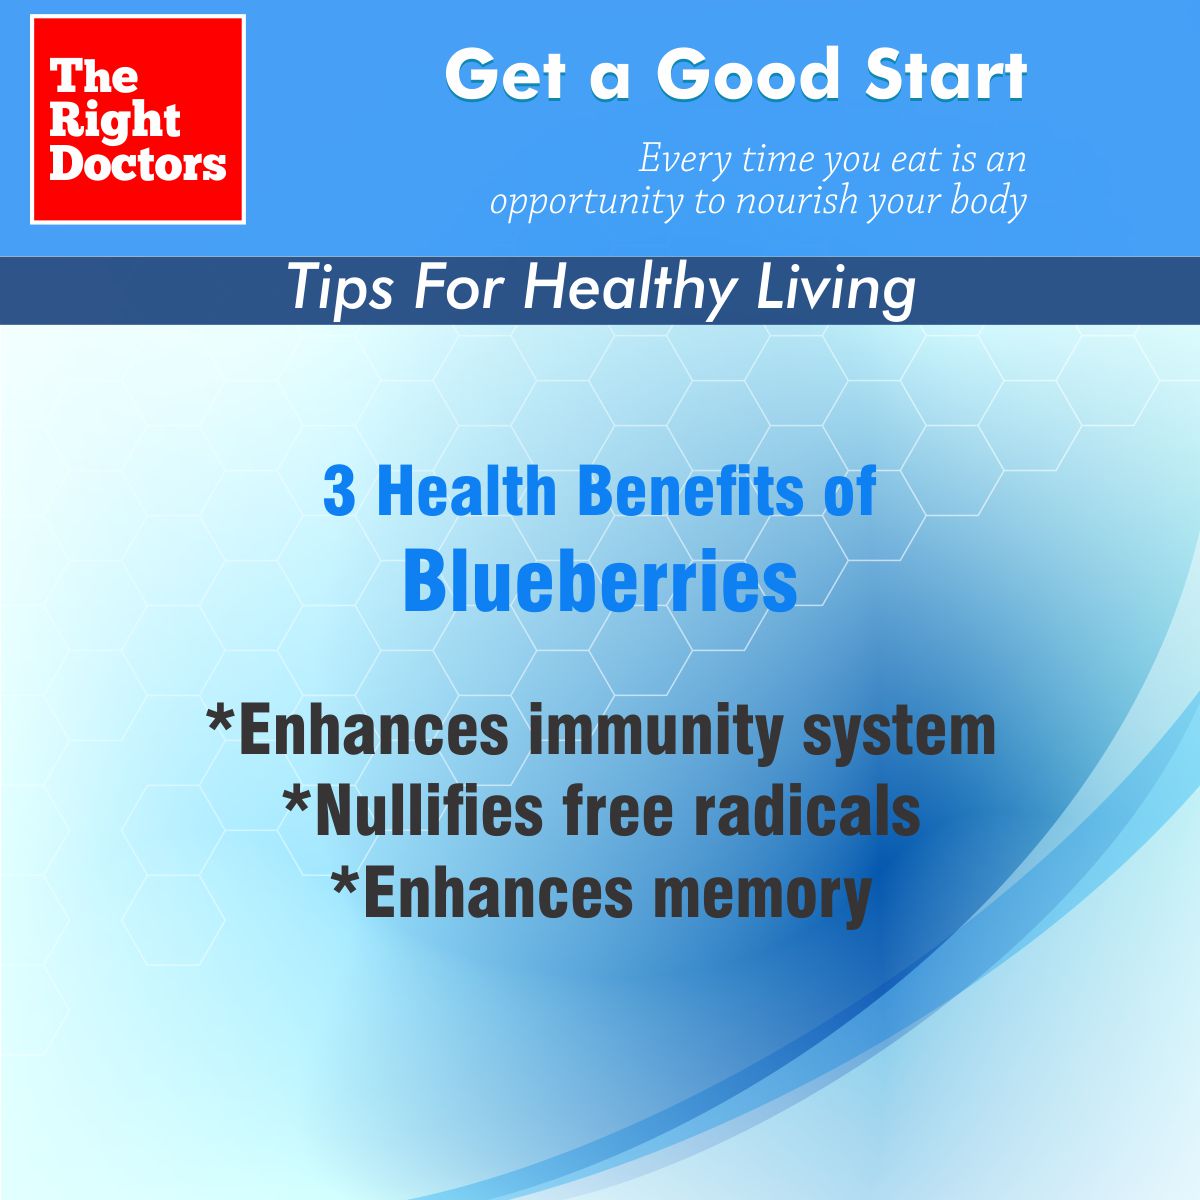 The
Right
Doctors
Get a Good Start
Every time you eat is an
opportunity to nourish your body
Tips For Healthy Living
3 Health Benefits of
Blueberries
*Enhances immunity system
*Nullifies free radicals
*Enhances memory